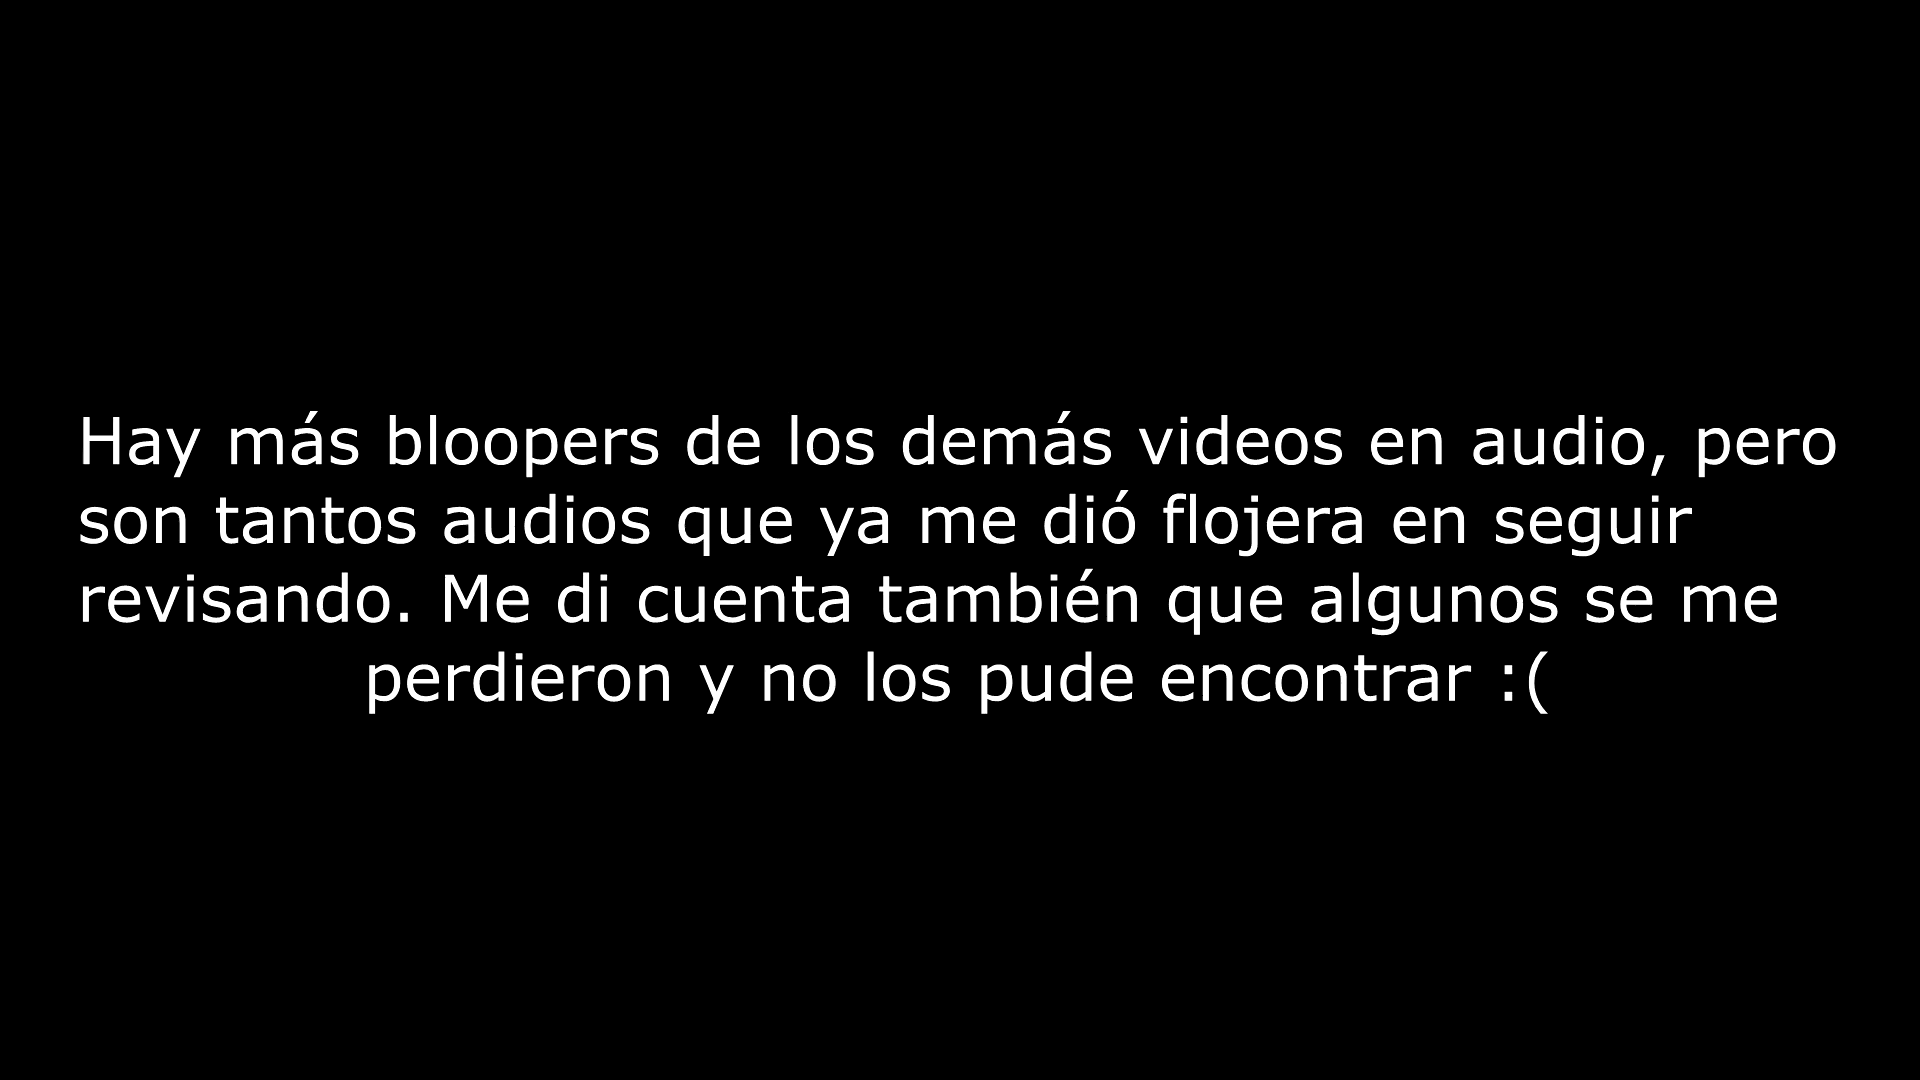 Hay más bloopers de los demás videos en audio, pero
son tantos audios que ya me dió flojera en seguir
revisando. Me di cuenta también que algunos se me
perdieron y no los pude encontrar :(